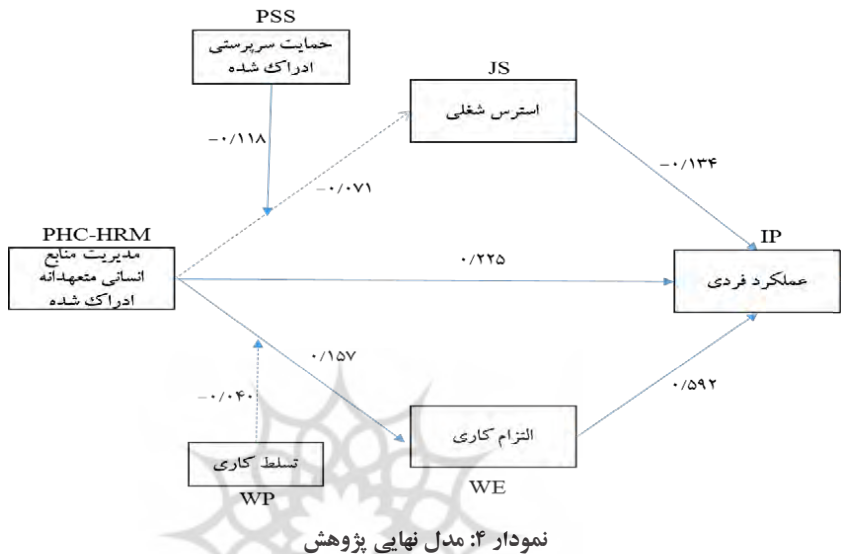 PSS
حمایت سرپرستی
ادراک شده
JS
استرس شغلی
-۰/۱۱۸
-۰/۰۷۱
-۰/۱۳۴
PHC-HRM
مدیریت منابع
انسانی متعهدانه
ادراک شده
۰/۲۲۵
IP
عملکرد فردی
۰/۱۵۷
-۰/۰۴۰
۰/۵۹۲
التزام کاری
WE
تسلط کاری
WP
نمودار ۴: مدل نهایی پژوهش